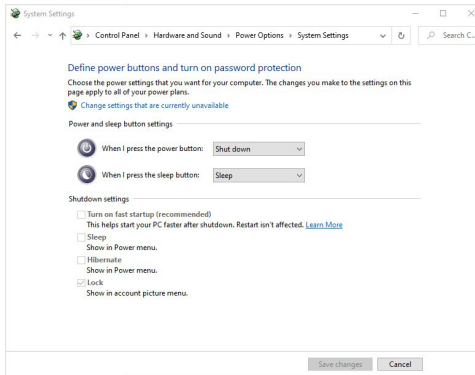 System Settings
Control Panel > Hardware and Sound > Power Options > System Settings
Search C...
Define power buttons and turn on password protection
Choose the power settings that you want for your computer. The changes you make to the settings on this
page apply to all of your power plans.
Change settings that are currently unavailable
Power and sleep button settings
When I press the power button: Shut down
When I press the sleep button: Sleep
Shutdown settings
Turn on fast startup (recommended)
This helps start your PC faster after shutdown. Restart isn't affected. Learn More
Sleep
Show in Power menu.
Hibernate
Show in Power menu.
Lock
Show in account picture menu.
Save changes Cancel